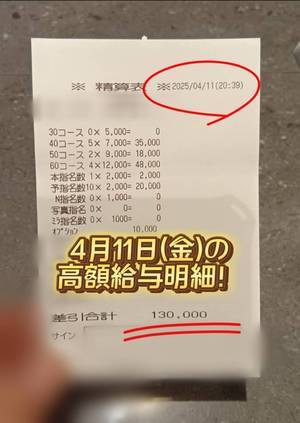 ※ 精算表 ※2025/04/11(20:39)
30コース 0× 5,000= 0
40コース 5× 7,000= 35,000
50コース 2× 9,000= 18,000
60コース 4×12,000= 48,000
本指名数 1× 2,000= 2,000
予指名数10× 2,000= 20,000
N指名数 0× 1,000= 0
写真指名 0× 0= 0
ミラ指名数 0× 1000= 0
オプション 10,000
4月11日(金)の
高額給与明細!
差引合計 130,000
サイン